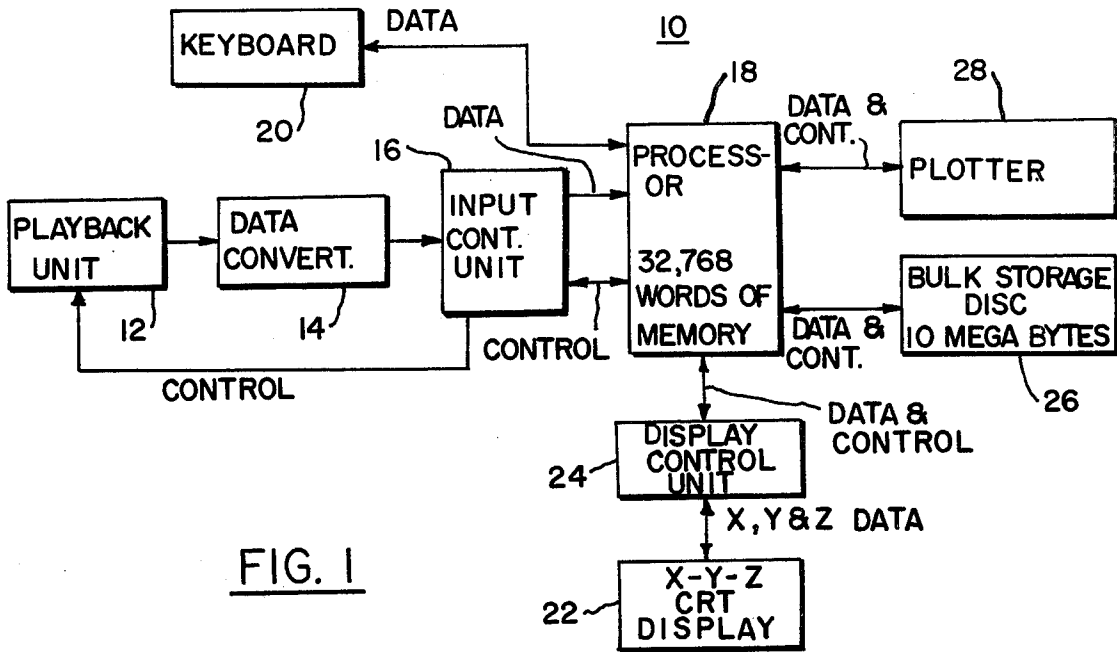 DATA
KEYBOARD
20
10
18
28
DATA &
CONT.
PLOTTER
DATA
16
PROCESS-
OR
32,768
WORDS OF
MEMORY
INPUT
CONT.
UNIT
PLAYBACK
UNIT
12
DATA
CONVERT.
14
CONTROL
CONTROL
BULK STORAGE
DISC
10 MEGA BYTES
26
DATA &
CONT.
DATA &
CONTROL
DISPLAY
CONTROL
UNIT
24
X, Y & Z DATA
X-Y-Z
CRT
DISPLAY
22
FIG. 1